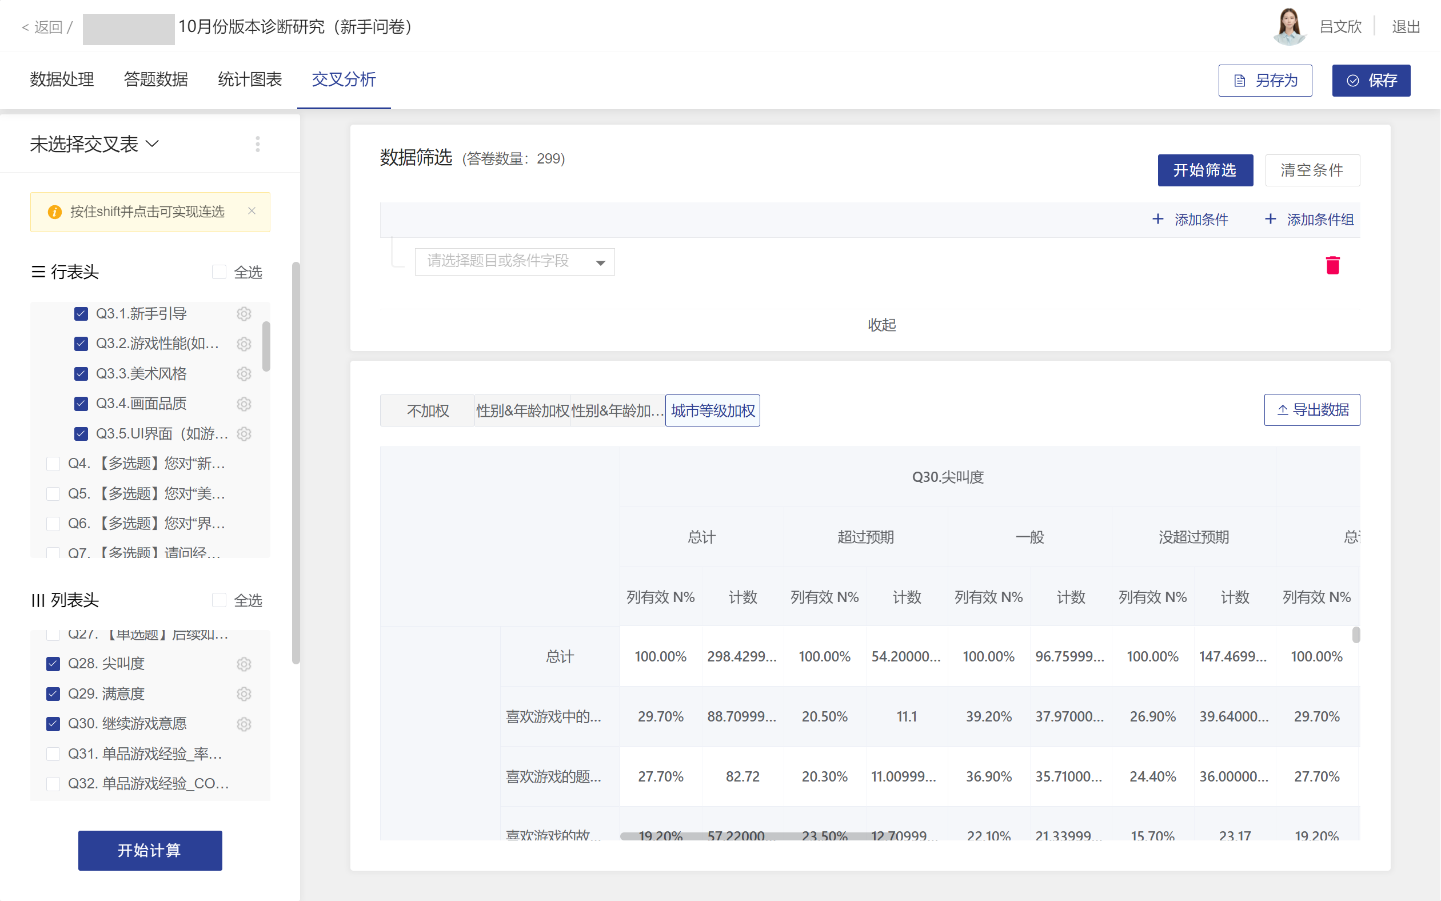 < 返回 / 10月份版本诊断研究（新手问卷）
吕文欣 退出
数据处理 答题数据 统计图表 交叉分析
另存为 保存
未选择交叉表
按住shift并点击可实现连选 ×
行表头 全选
Q3.1.新手引导
Q3.2.游戏性能(如...
Q3.3.美术风格
Q3.4.画面品质
Q3.5.UI界面（如游...
Q4. 【多选题】您对“新...
Q5. 【多选题】您对“美...
Q6. 【多选题】您对“界...
Q7. 【多选题】请问经...
列表头 全选
Q27. 【单选题】后续如...
Q28. 尖叫度
Q29. 满意度
Q30. 继续游戏意愿
Q31. 单品游戏经验_率...
Q32. 单品游戏经验_CO...
开始计算
数据筛选 (答卷数量：299)
开始筛选 清空条件
+ 添加条件 + 添加条件组
请选择题目或条件字段
收起
不加权 性别&年龄加权 性别&年龄加... 城市等级加权
导出数据
Q30.尖叫度
总计 超过预期 一般 没超过预期
列有效 N% 计数 列有效 N% 计数 列有效 N% 计数 列有效 N% 计数 列有效 N%
总计 100.00% 298.4299... 100.00% 54.20000... 100.00% 96.75999... 100.00% 147.4699... 100.00%
喜欢游戏中的... 29.70% 88.70999... 20.50% 11.1 39.20% 37.97000... 26.90% 39.64000... 29.70%
喜欢游戏的题... 27.70% 82.72 20.30% 11.00999... 36.90% 35.71000... 24.40% 36.00000... 27.70%
喜欢游戏的故... 19.20% 57.22000... 23.50% 12.70999... 22.10% 21.33999... 15.70% 23.17 19.20%